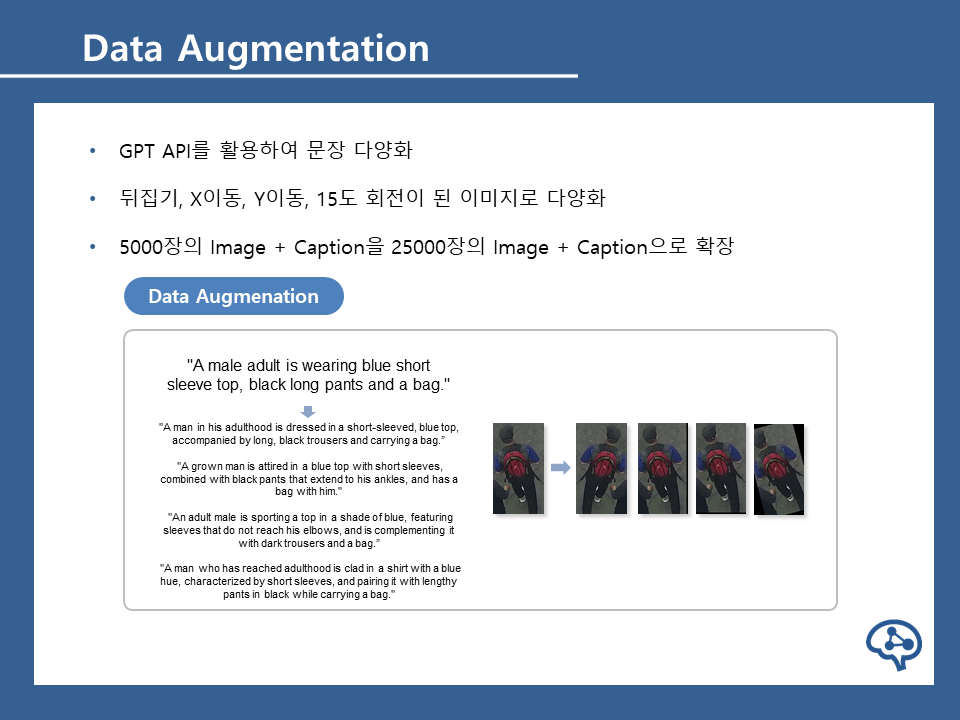 Data Augmentation
• GPT API를 활용하여 문장 다양화
• 뒤집기, X이동, Y이동, 15도 회전이 된 이미지로 다양화
• 5000장의 Image + Caption을 25000장의 Image + Caption으로 확장
Data Augmenation
"A male adult is wearing blue short
sleeve top, black long pants and a bag."
"A man in his adulthood is dressed in a short-sleeved, blue top,
accompanied by long, black trousers and carrying a bag.”
"A grown man is attired in a blue top with short sleeves,
combined with black pants that extend to his ankles, and has a
bag with him."
"An adult male is sporting a top in a shade of blue, featuring
sleeves that do not reach his elbows, and is complementing it
with dark trousers and a bag.”
"A man who has reached adulthood is clad in a shirt with a blue
hue, characterized by short sleeves, and pairing it with lengthy
pants in black while carrying a bag."